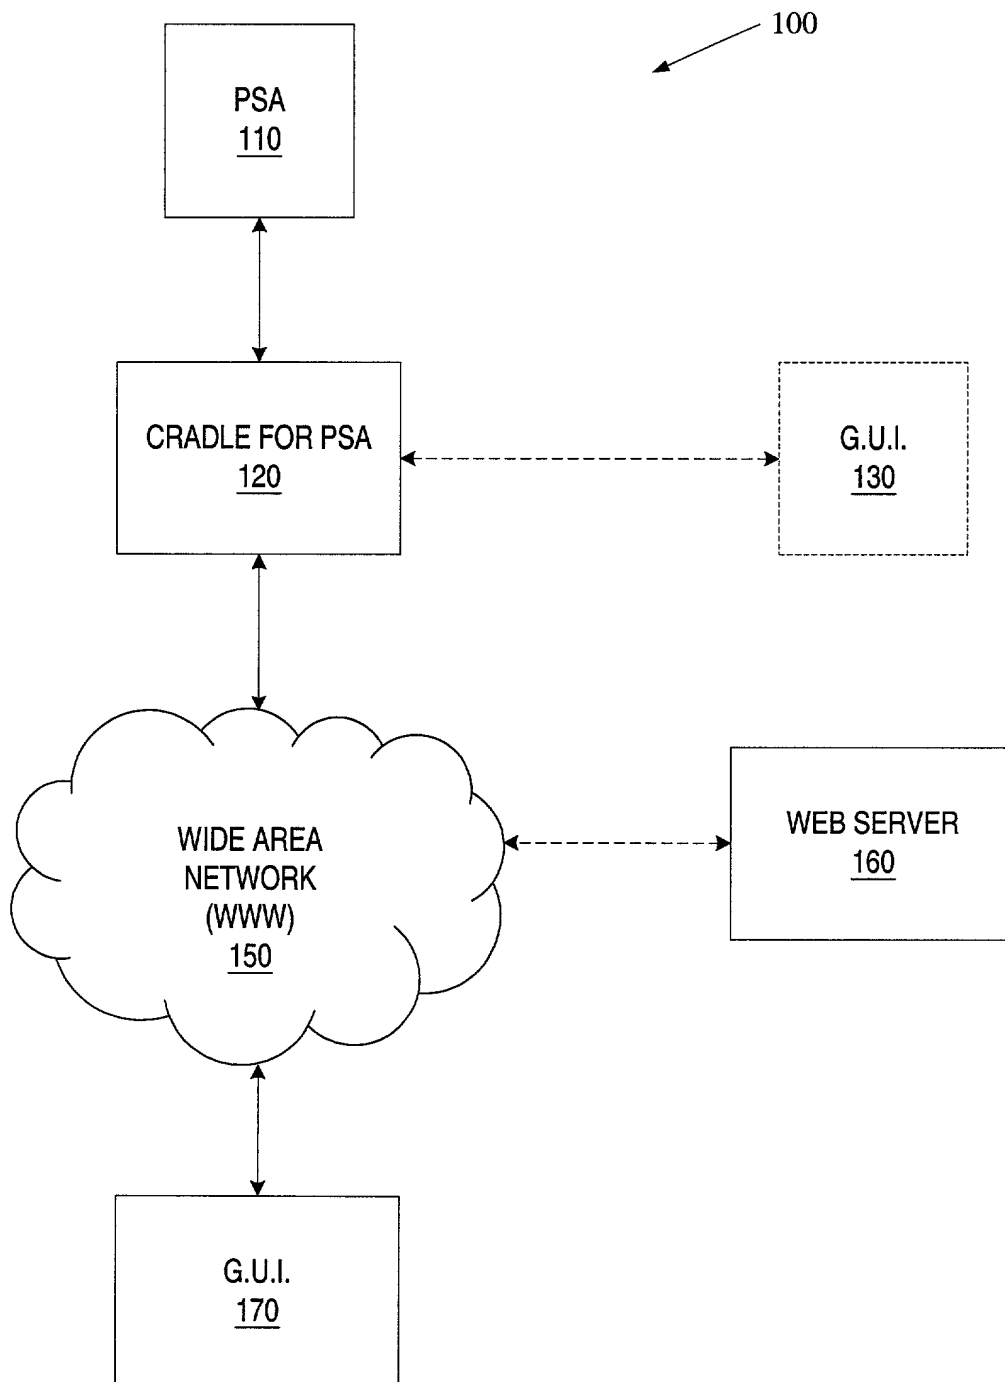 100
PSA
110
CRADLE FOR PSA
120
G.U.I.
130
WIDE AREA
NETWORK
(WWW)
150
WEB SERVER
160
G.U.I.
170